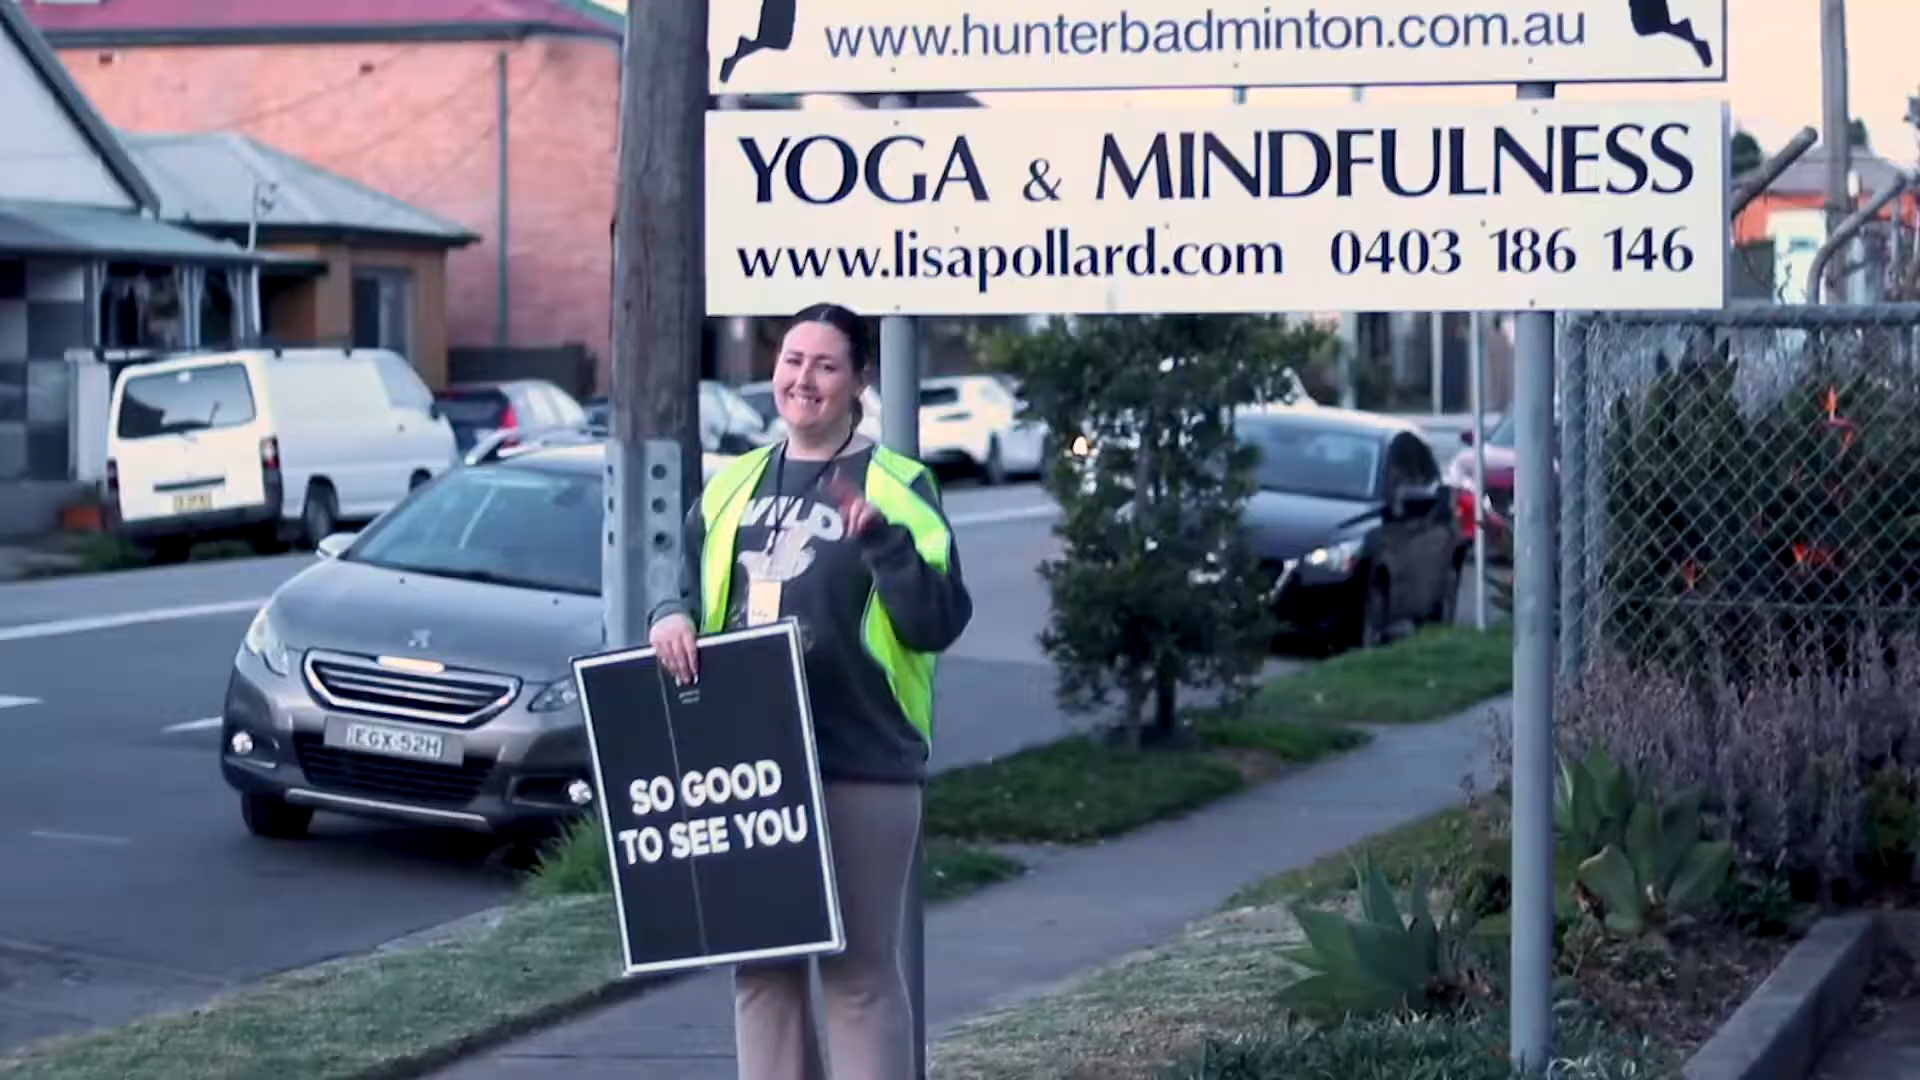 www.hunterbadminton.com.au
YOGA & MINDFULNESS
www.lisapollard.com 0403 186 146
EGX·52H
SO GOOD
TO SEE YOU